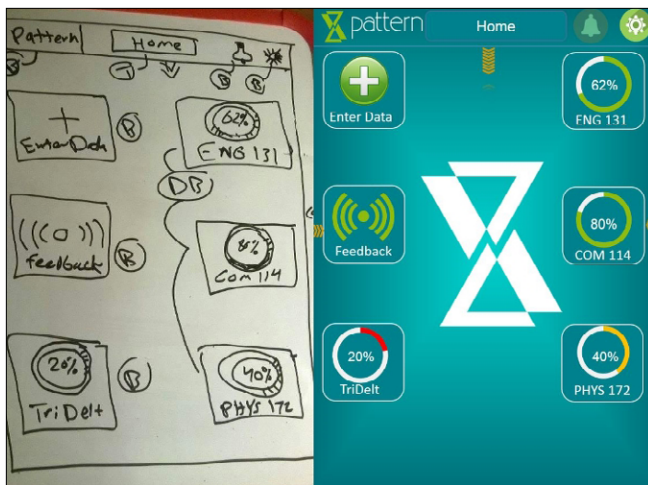 Pattern
Home
B
T
B
B
+
Enter Data
B
62%
ENG 131
DB
feedback
B
80%
Com 114
20%
TriDelt
B
40%
PHYS 172
pattern
Home
Enter Data
62%
ENG 131
Feedback
80%
COM 114
20%
TriDelt
40%
PHYS 172